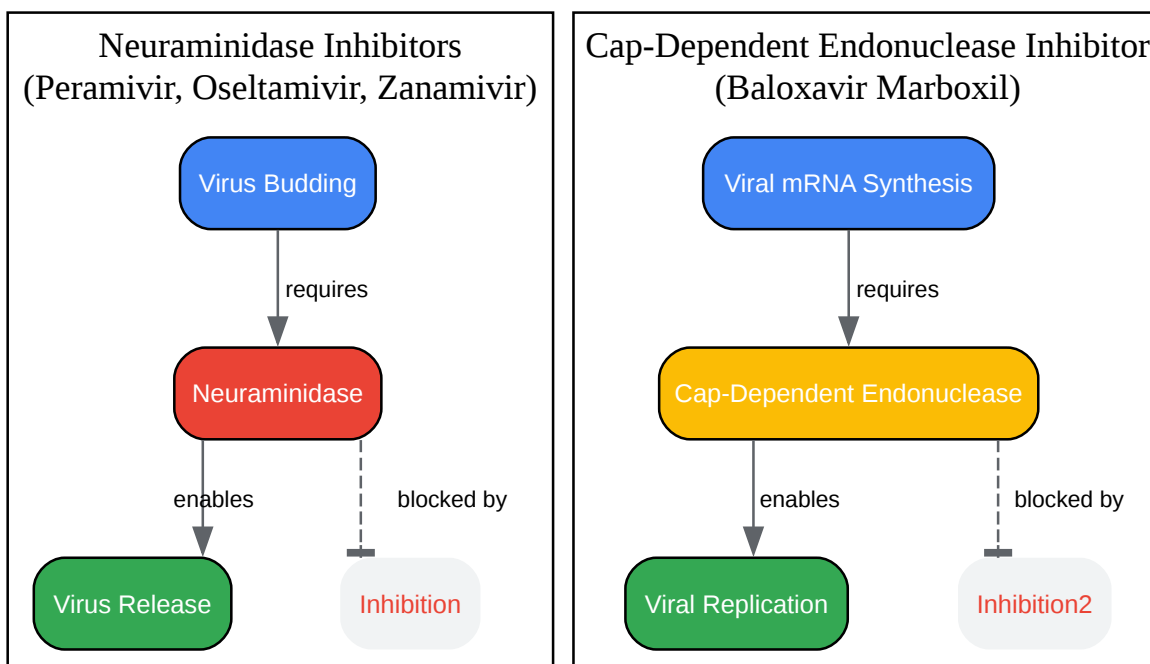 Neuraminidase Inhibitors
(Peramivir, Oseltamivir, Zanamivir)
Virus Budding
requires
Neuraminidase
enables
blocked by
Virus Release
Inhibition
Cap-Dependent Endonuclease Inhibitor
(Baloxavir Marboxil)
Viral mRNA Synthesis
requires
Cap-Dependent Endonuclease
enables
blocked by
Viral Replication
Inhibition2